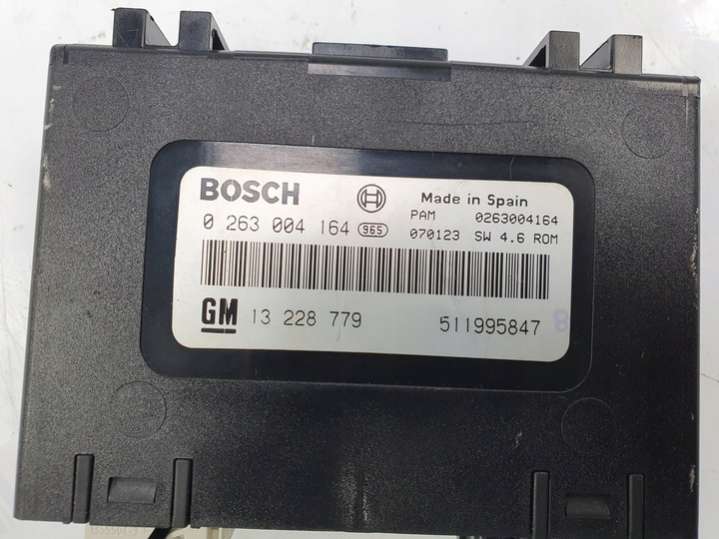 BOSCH
Made in Spain
PAM 0263004164
0 263 004 164 965
070123 SW 4.6 ROM
GM 13 228 779 511995847 8